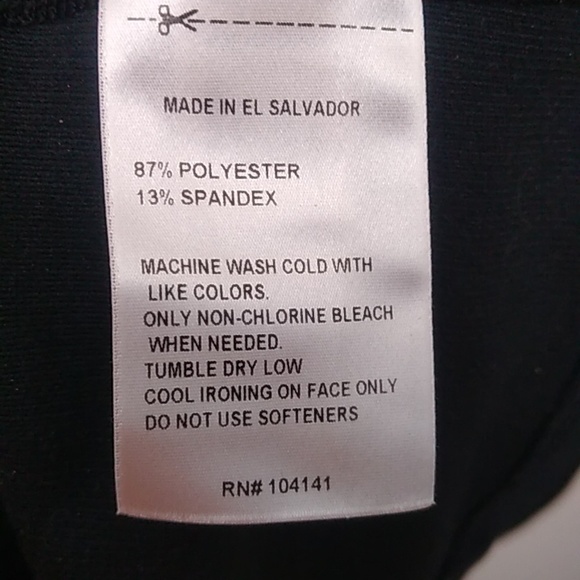 MADE IN EL SALVADOR
87% POLYESTER
13% SPANDEX
MACHINE WASH COLD WITH
LIKE COLORS.
ONLY NON-CHLORINE BLEACH
WHEN NEEDED.
TUMBLE DRY LOW
COOL IRONING ON FACE ONLY
DO NOT USE SOFTENERS
RN# 104141